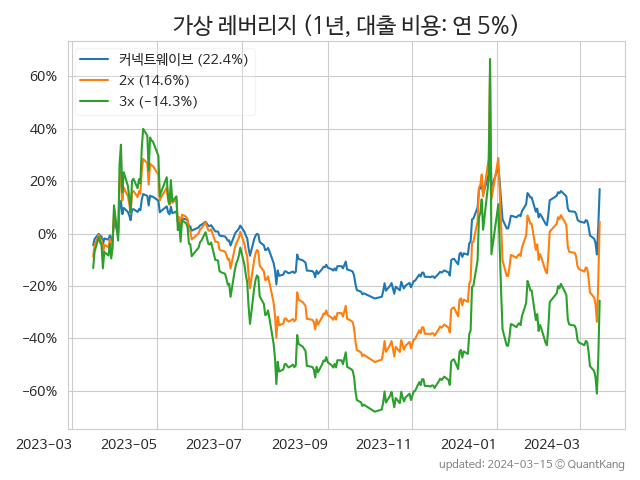 가상 레버리지 (1년, 대출 비용: 연 5%)
커넥트웨이브 (22.4%)
2x (14.6%)
3x (−14.3%)
60%
40%
20%
0%
−20%
−40%
−60%
2023-03
2023-05
2023-07
2023-09
2023-11
2024-01
2024-03
updated: 2024-03-15 © QuantKang